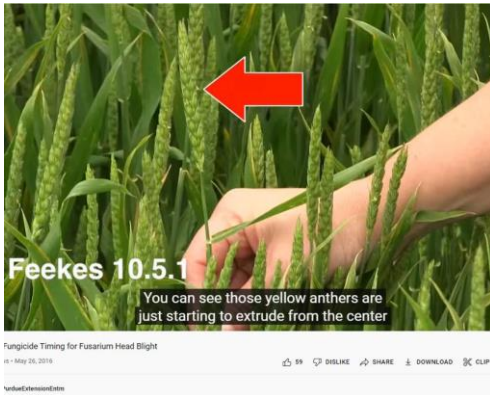 Feekes 10.5.1
You can see those yellow anthers are
just starting to extrude from the center
Fungicide Timing for Fusarium Head Blight
May 26, 2016
59 DISLIKE SHARE DOWNLOAD CLIP
PurdueExtensionEntm